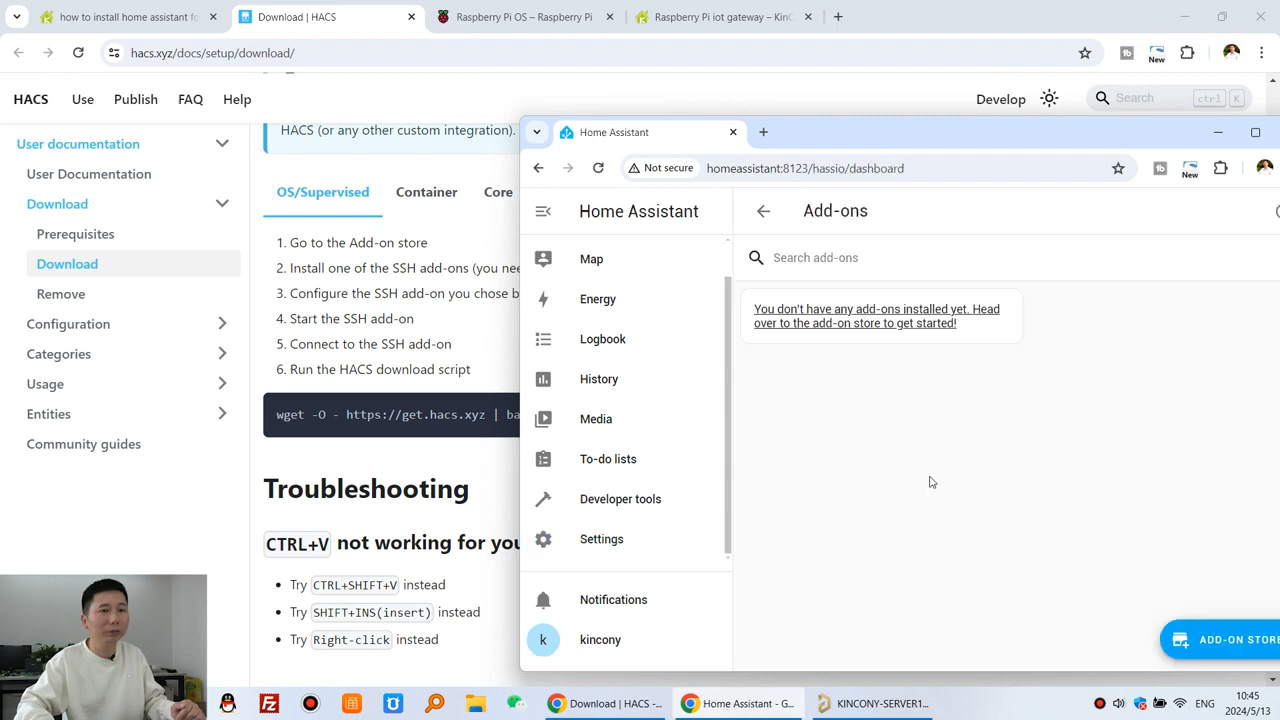 how to install home assistant fo
Download | HACS
Raspberry Pi OS – Raspberry Pi
Raspberry Pi iot gateway – KinC
hacs.xyz/docs/setup/download/
New
HACS
Use
Publish
FAQ
Help
Develop
Search
ctrl
K
User documentation
User Documentation
Download
Prerequisites
Download
Remove
Configuration
Categories
Usage
Entities
Community guides
HACS (or any other custom integration).
OS/Supervised
Container
Core
1. Go to the Add-on store
2. Install one of the SSH add-ons (you nee
3. Configure the SSH add-on you chose b
4. Start the SSH add-on
5. Connect to the SSH add-on
6. Run the HACS download script
wget -O - https://get.hacs.xyz | ba
Troubleshooting
CTRL+V not working for you
Try CTRL+SHIFT+V instead
Try SHIFT+INS(insert) instead
Try Right-click instead
Home Assistant
Not secure
homeassistant:8123/hassio/dashboard
New
Home Assistant
Map
Energy
Logbook
History
Media
To-do lists
Developer tools
Settings
Notifications
k
kincony
Add-ons
Search add-ons
You don't have any add-ons installed yet. Head
over to the add-on store to get started!
ADD-ON STORE
Download | HACS -...
Home Assistant - G...
KINCONY-SERVER1...
ENG
10:45
2024/5/13